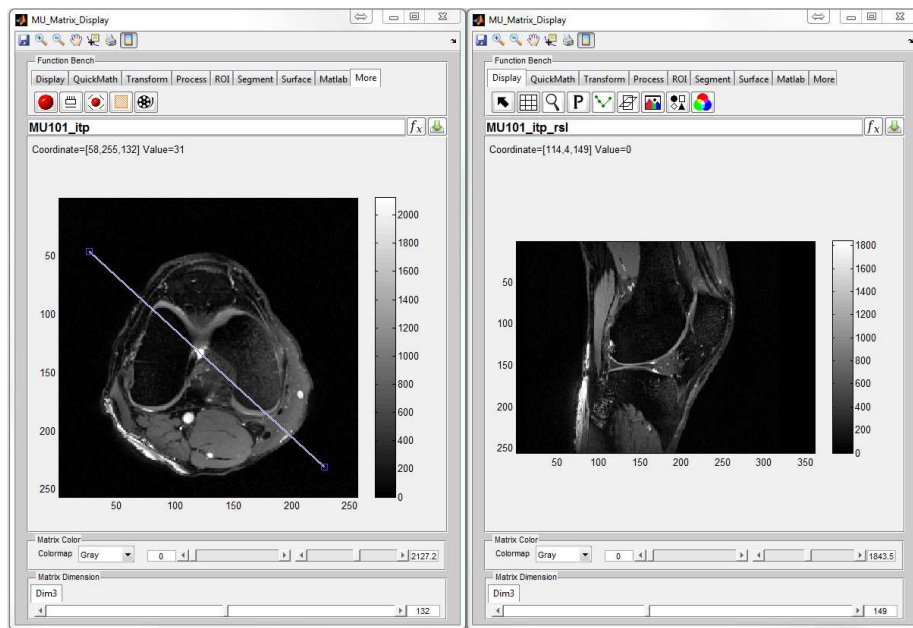 MU_Matrix_Display
Function Bench
Display QuickMath Transform Process ROI Segment Surface Matlab More
MU101_itp
fx
Coordinate=[58,255,132] Value=31
50
100
150
200
250
50 100 150 200 250
2000
1800
1600
1400
1200
1000
800
600
400
200
0
Matrix Color
Colormap Gray 0 2127.2
Matrix Dimension
Dim3
132
MU_Matrix_Display
Function Bench
Display QuickMath Transform Process ROI Segment Surface Matlab More
P
MU101_itp_rsl
fx
Coordinate=[114,4,149] Value=0
50
100
150
200
250
50 100 150 200 250 300 350
1800
1600
1400
1200
1000
800
600
400
200
0
Matrix Color
Colormap Gray 0 1843.5
Matrix Dimension
Dim3
149